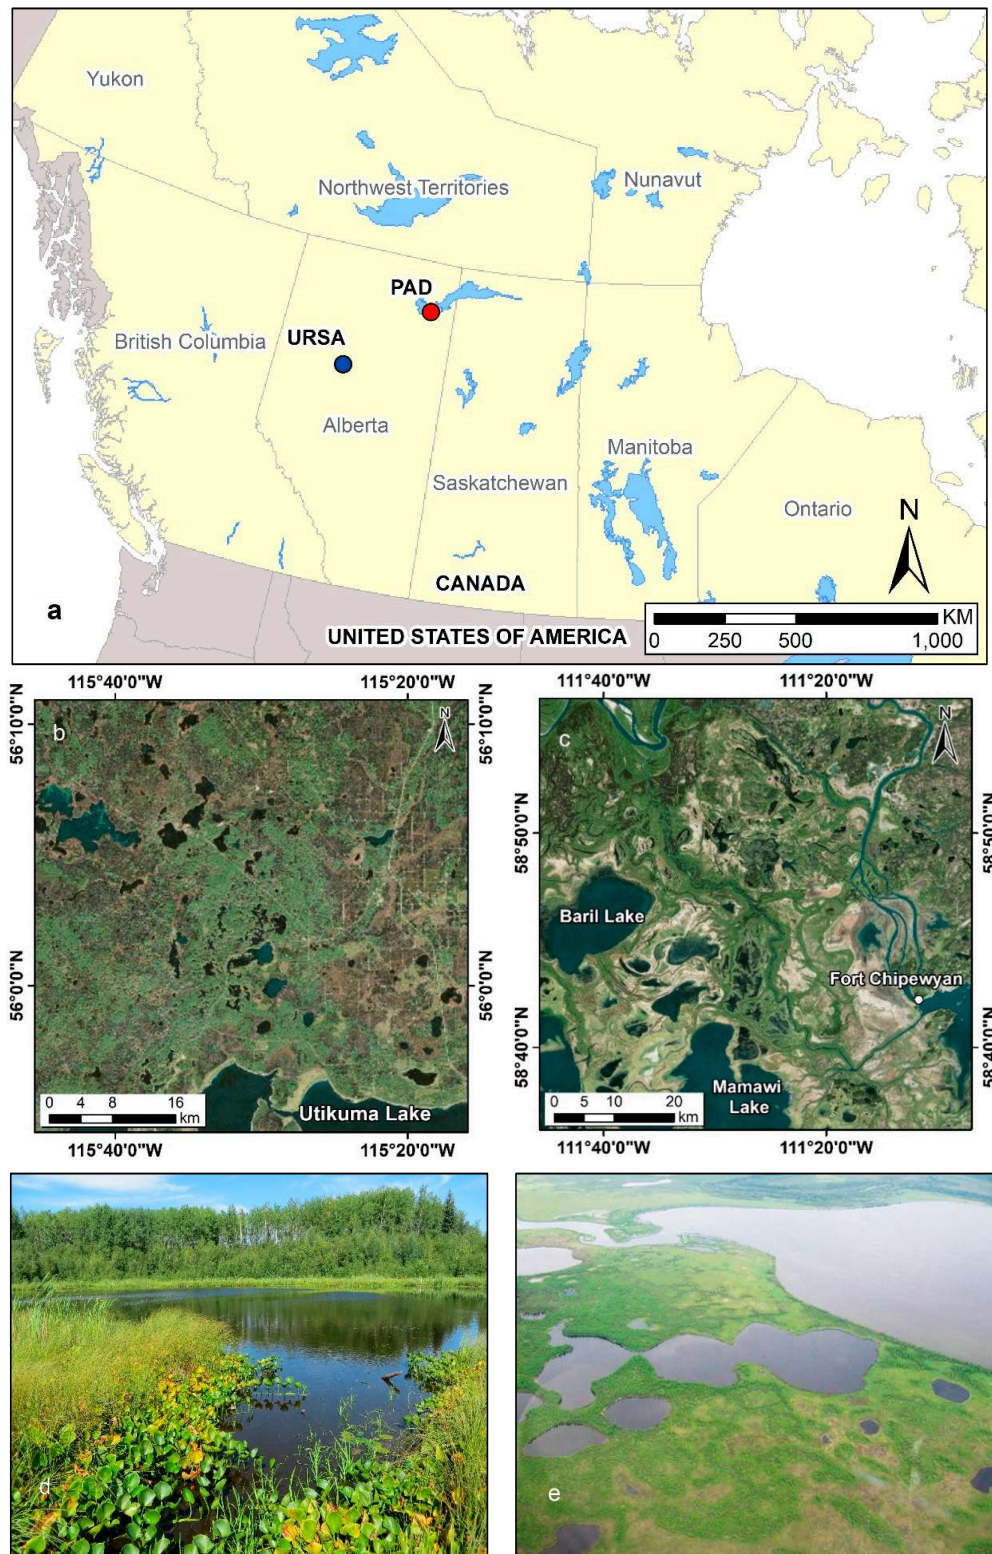 Yukon
Northwest Territories
Nunavut
PAD
British Columbia
URSA
Alberta
Manitoba
Saskatchewan
Ontario
N
CANADA
a
UNITED STATES OF AMERICA
KM
0 250 500 1,000
115°40'0"W 115°20'0"W
111°40'0"W 111°20'0"W
56°10'0"N
b
N
56°10'0"N
c
N
58°50'0"N
58°50'0"N
Baril Lake
Fort Chipewyan
56°0'0"N
56°0'0"N
58°40'0"N
58°40'0"N
0 4 8 16
km
Utikuma Lake
0 5 10 20
km
Mamawi
Lake
115°40'0"W 115°20'0"W
111°40'0"W 111°20'0"W
d
e